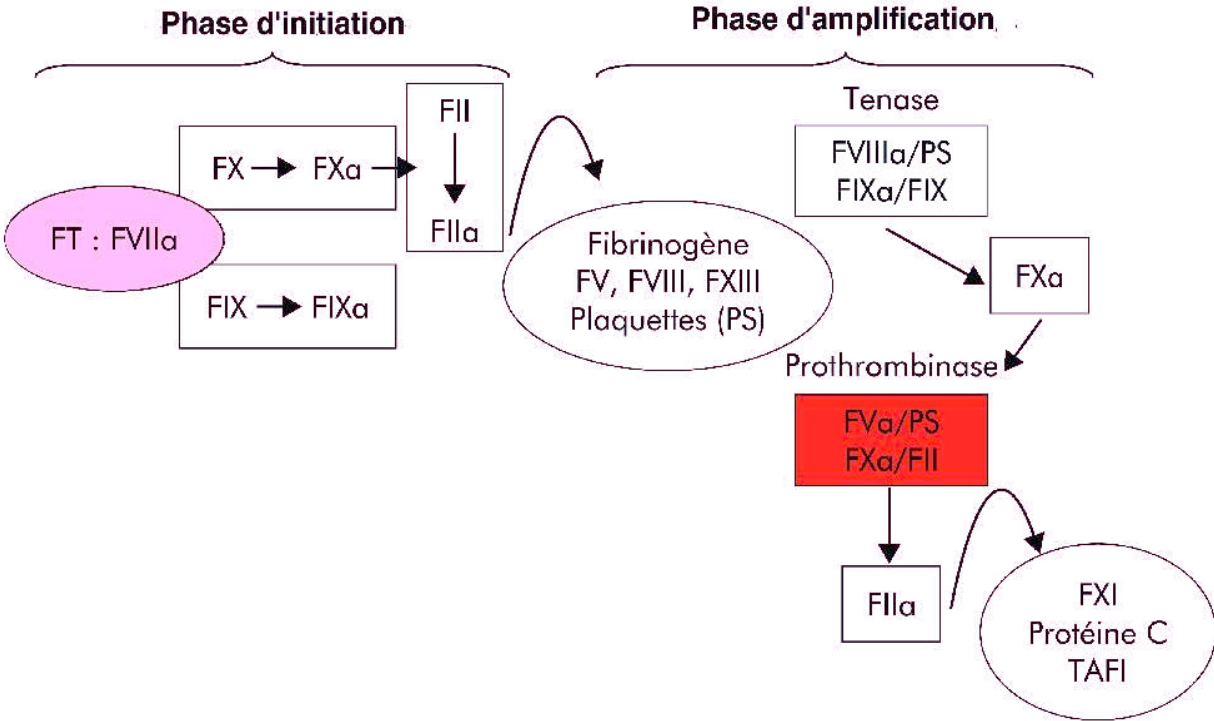 Phase d'initiation
Phase d'amplification
FII
FX → FXa
FIIa
FT : FVIIa
FIX → FIXa
Fibrinogène
FV, FVIII, FXIII
Plaquettes (PS)
Tenase
FVIIIa/PS
FIXa/FIX
FXa
Prothrombinase
FVa/PS
FXa/FII
FIIa
FXI
Protéine C
TAFI